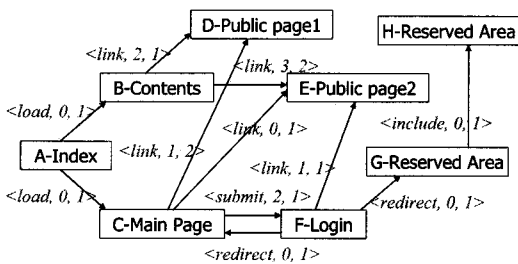 D-Public page1
H-Reserved Area
<link, 2, 1>
<link, 3, 2>
B-Contents
E-Public page2
<load, 0, 1>
<link, 0, 1>
<include, 0, 1>
A-Index
<link, 1, 2>
<link, 1, 1>
G-Reserved Area
<load, 0, 1>
<submit, 2, 1>
C-Main Page
F-Login
<redirect, 0, 1>
<redirect, 0, 1>